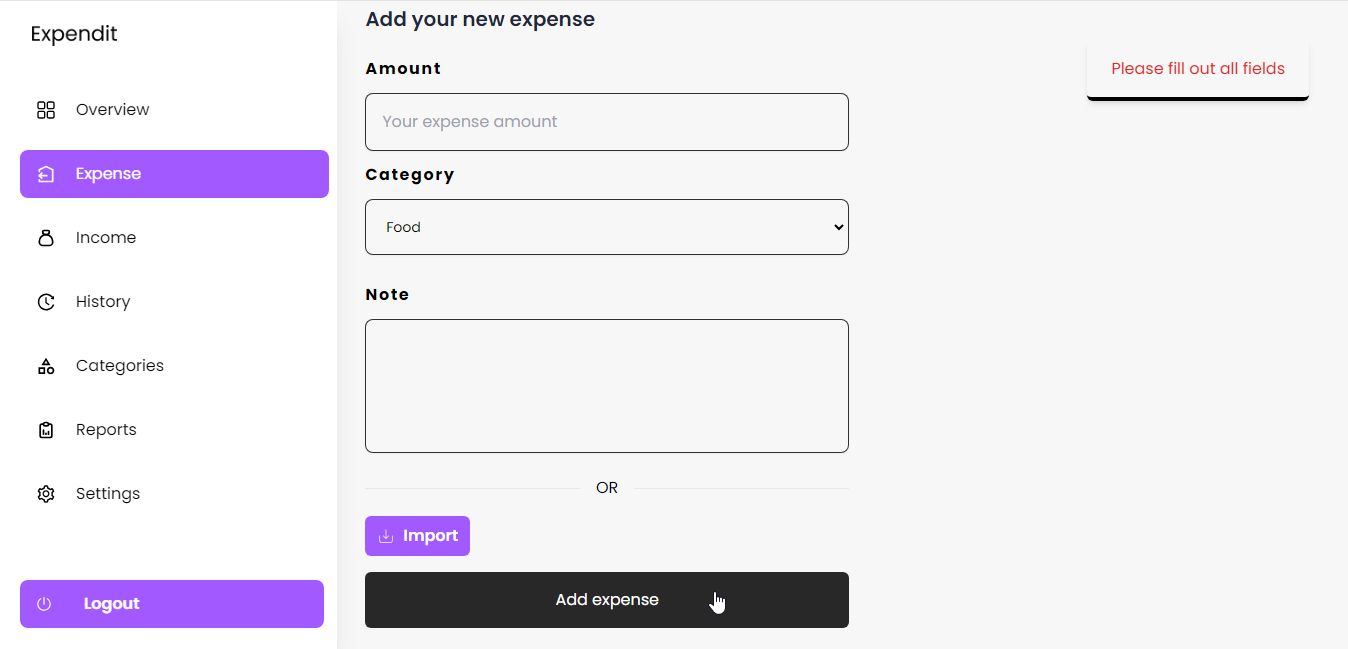 Expendit
Overview
Expense
Income
History
Categories
Reports
Settings
Logout
Add your new expense
Amount
Your expense amount
Category
Food
Note
OR
Import
Add expense
Please fill out all fields